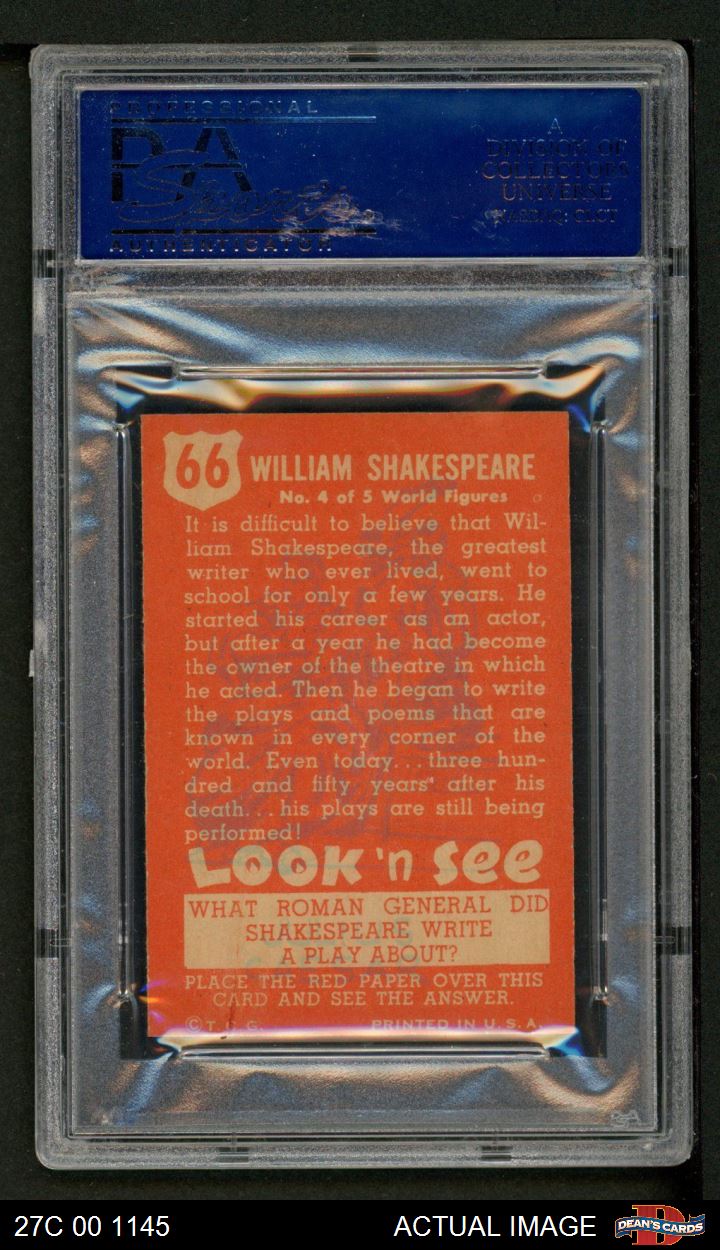 PROFESSIONAL
PSA
AUTHENTICATOR
A
DIVISION OF
COLLECTORS
UNIVERSE
NASDAQ: CLCT
66 WILLIAM SHAKESPEARE
No. 4 of 5 World Figures
It is difficult to believe that Wil-
liam Shakespeare, the greatest
writer who ever lived, went to
school for only a few years. He
started his career as an actor,
but after a year he had become
the owner of the theatre in which
he acted. Then he began to write
the plays and poems that are
known in every corner of the
world. Even today...three hun-
dred and fifty years after his
death...his plays are still being
performed!
LOOK 'n See
WHAT ROMAN GENERAL DID
SHAKESPEARE WRITE
A PLAY ABOUT?
PLACE THE RED PAPER OVER THIS
CARD AND SEE THE ANSWER.
© T. C. G. PRINTED IN U. S. A.
27C 00 1145 ACTUAL IMAGE DEAN'S CARDS